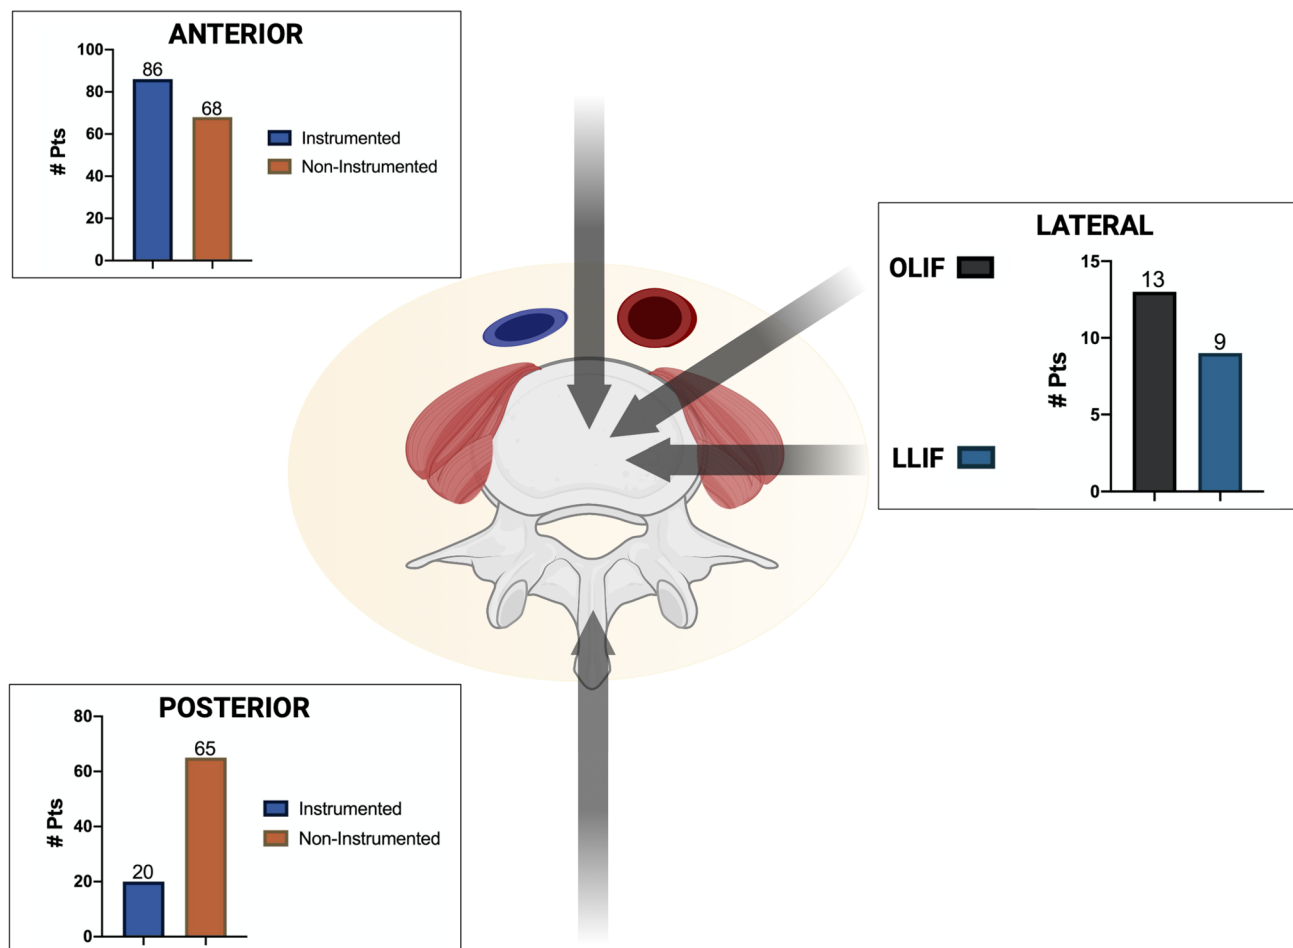 ANTERIOR
100
80
60
40
20
0
# Pts
86
68
Instrumented
Non-Instrumented
LATERAL
OLIF
LLIF
15
10
5
0
# Pts
13
9
POSTERIOR
80
60
40
20
0
# Pts
20
65
Instrumented
Non-Instrumented